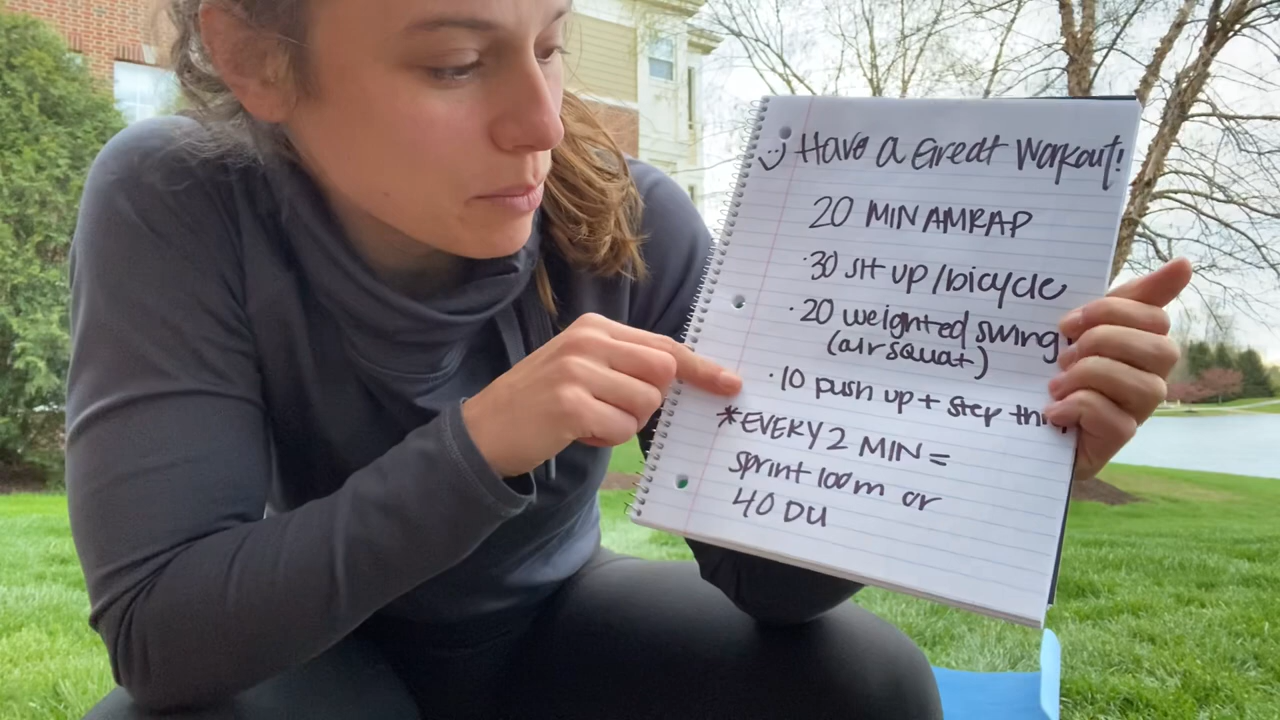 :) Have a Great Workout!
20 MIN AMRAP
·30 sit up/bicycle
·20 weighted swing
(air squat)
·10 push up + step
*EVERY 2 MIN =
sprint 100m or
40 DU